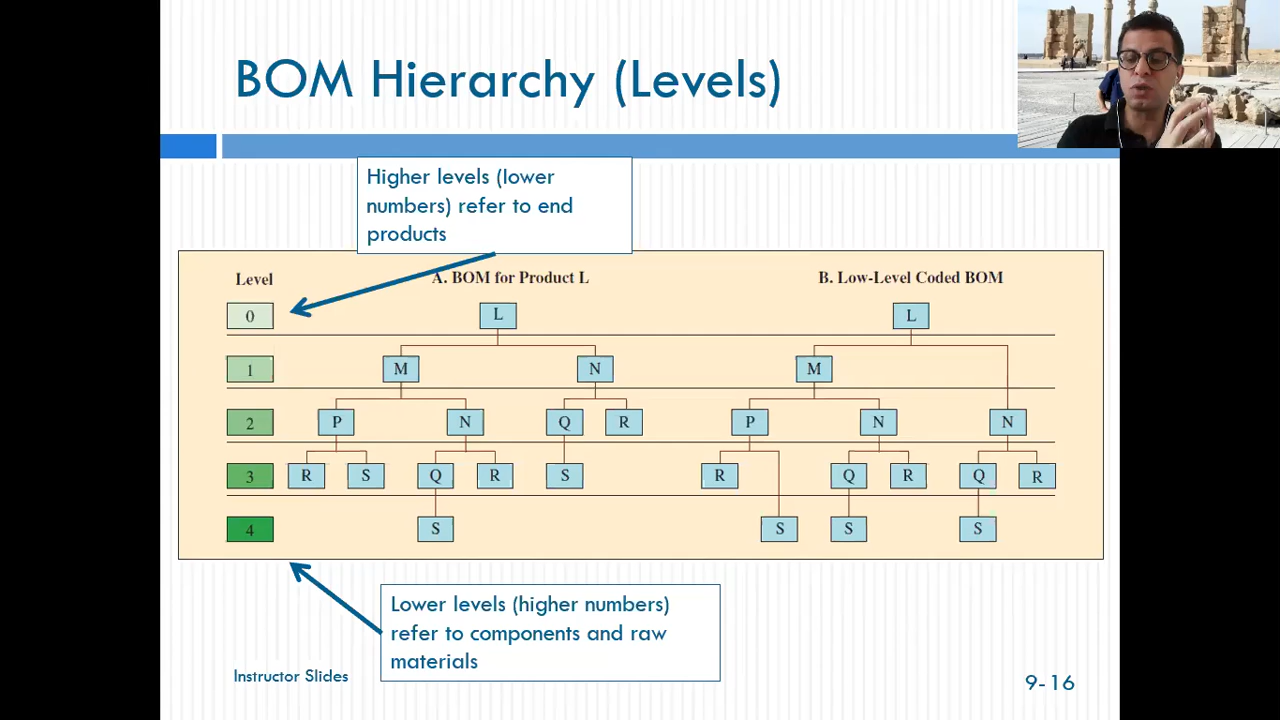 BOM Hierarchy (Levels)
Higher levels (lower
numbers) refer to end
products
Level
A. BOM for Product L
B. Low-Level Coded BOM
0
L
L
1
M
N
M
2
P
N
Q
R
P
N
N
3
R
S
Q
R
S
R
Q
R
Q
R
4
S
S
S
S
Lower levels (higher numbers)
refer to components and raw
materials
Instructor Slides
9-16